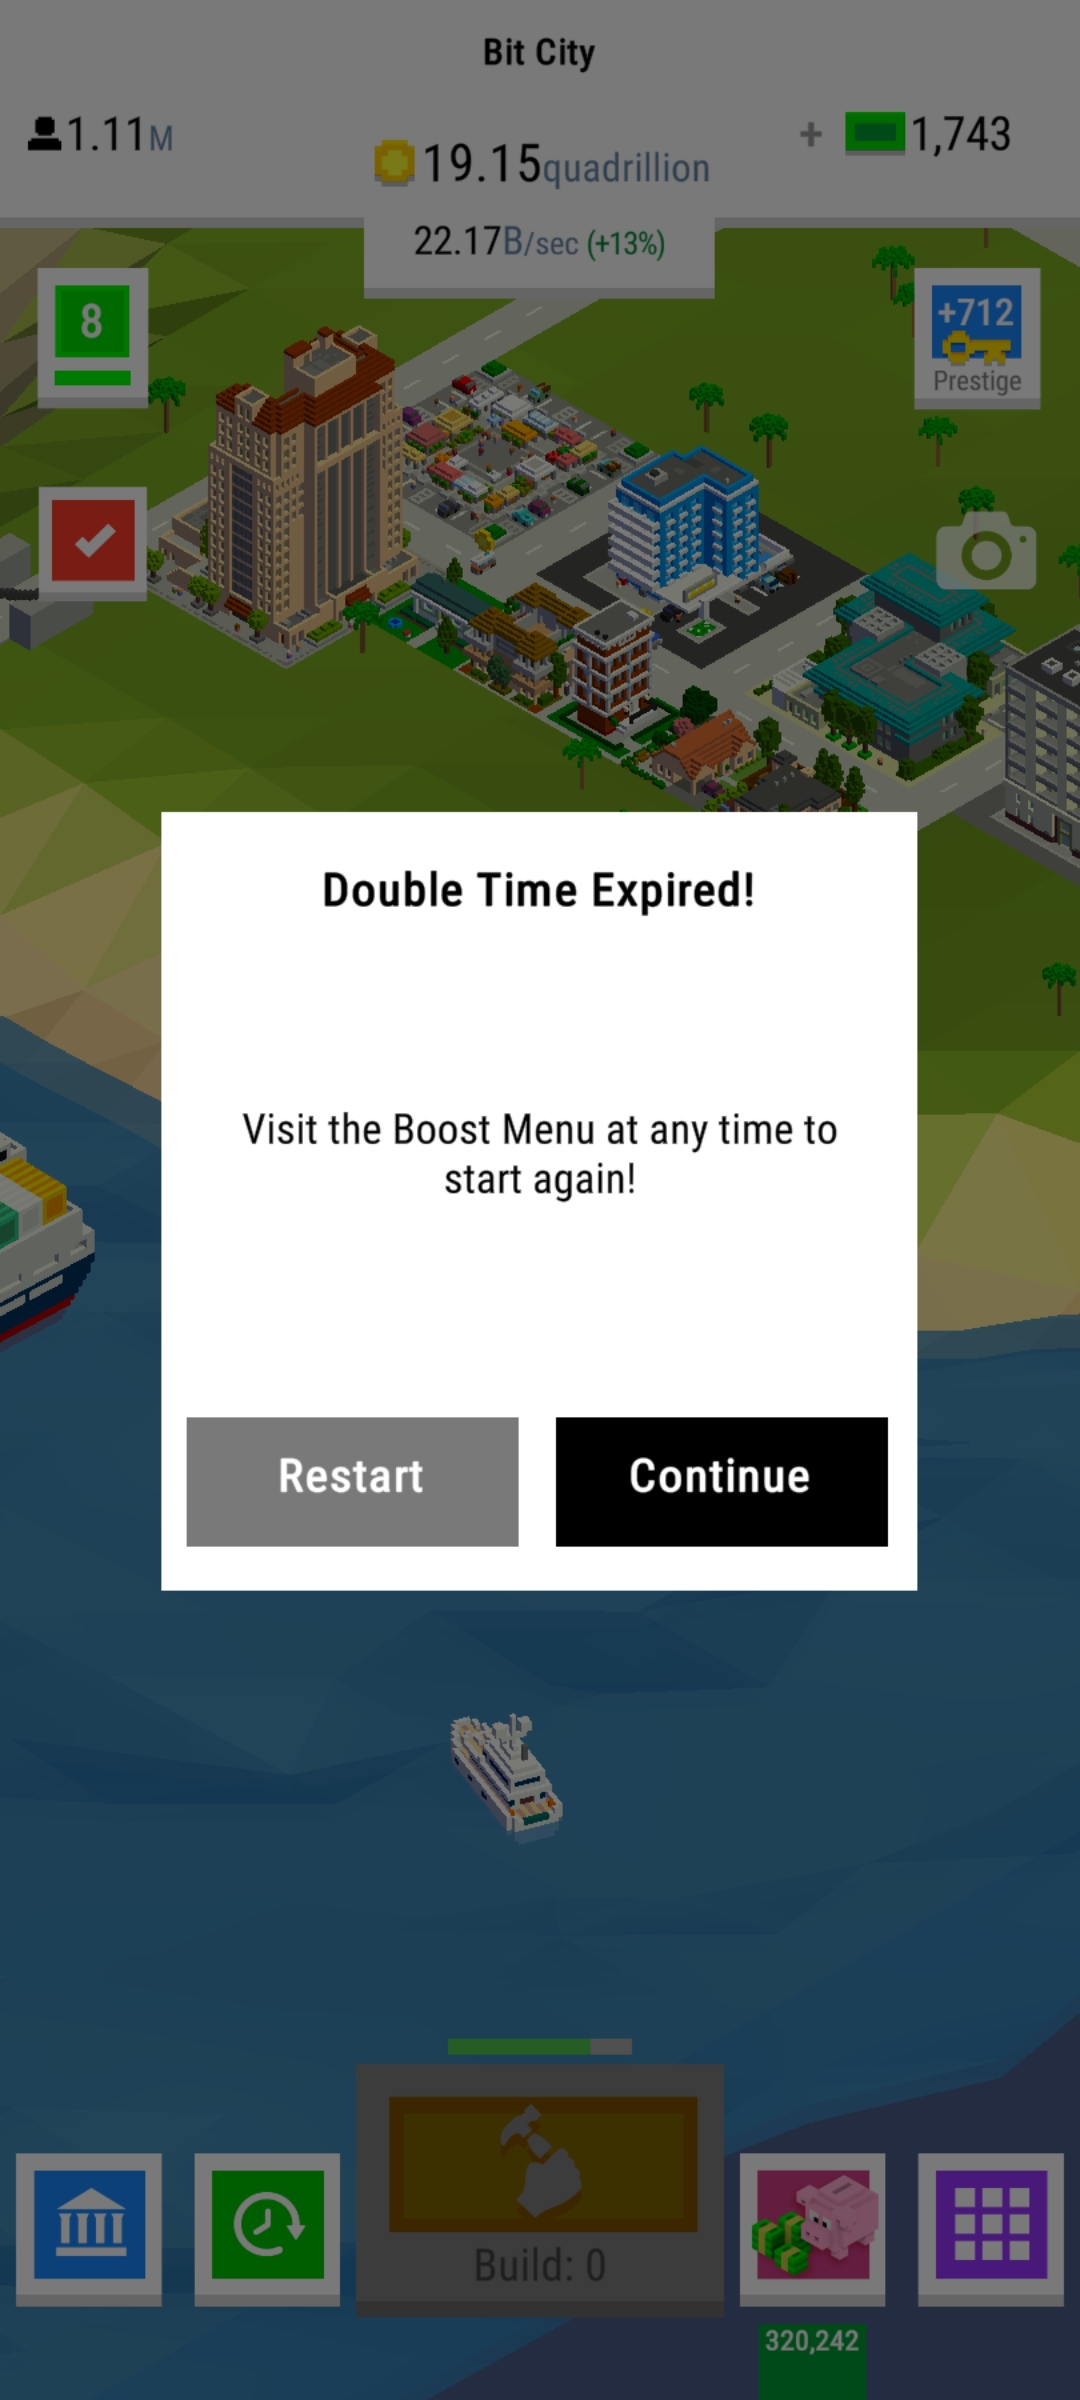 Bit City
1.11M
19.15quadrillion
+ 1,743
22.17B/sec (+13%)
8
+712
Prestige
Double Time Expired!
Visit the Boost Menu at any time to
start again!
Restart
Continue
Build: 0
320,242